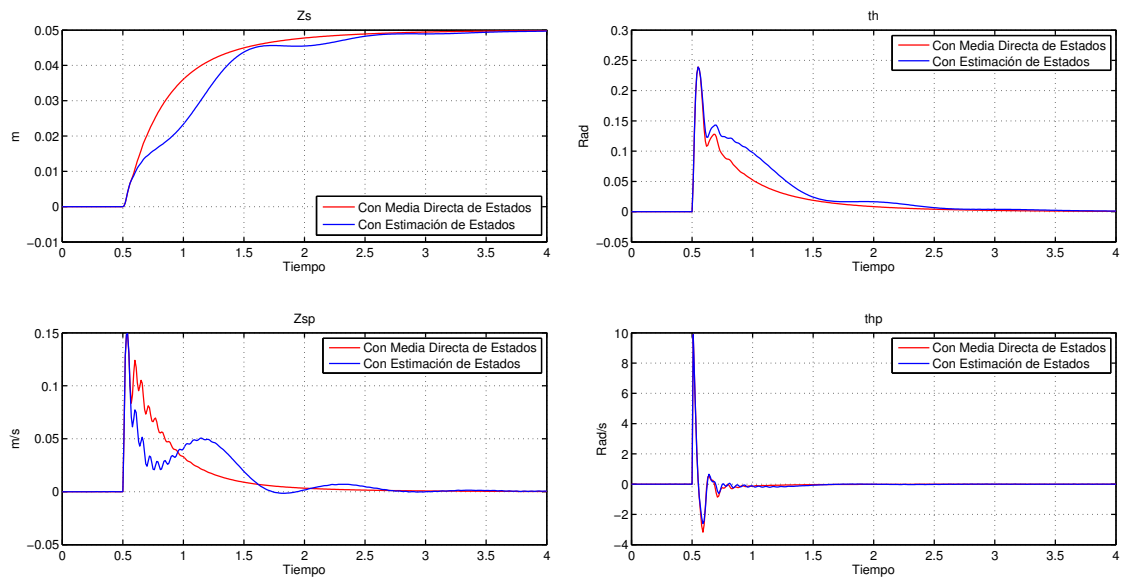 Zs
0.05
0.04
0.03
0.02
0.01
0
−0.01
m
Con Media Directa de Estados
Con Estimación de Estados
0 0.5 1 1.5 2 2.5 3 3.5 4
Tiempo
th
0.3
0.25
0.2
0.15
0.1
0.05
0
−0.05
Rad
Con Media Directa de Estados
Con Estimación de Estados
0 0.5 1 1.5 2 2.5 3 3.5 4
Tiempo
Zsp
0.15
0.1
0.05
0
−0.05
m/s
Con Media Directa de Estados
Con Estimación de Estados
0 0.5 1 1.5 2 2.5 3 3.5 4
Tiempo
thp
10
8
6
4
2
0
−2
−4
Rad/s
Con Media Directa de Estados
Con Estimación de Estados
0 0.5 1 1.5 2 2.5 3 3.5 4
Tiempo